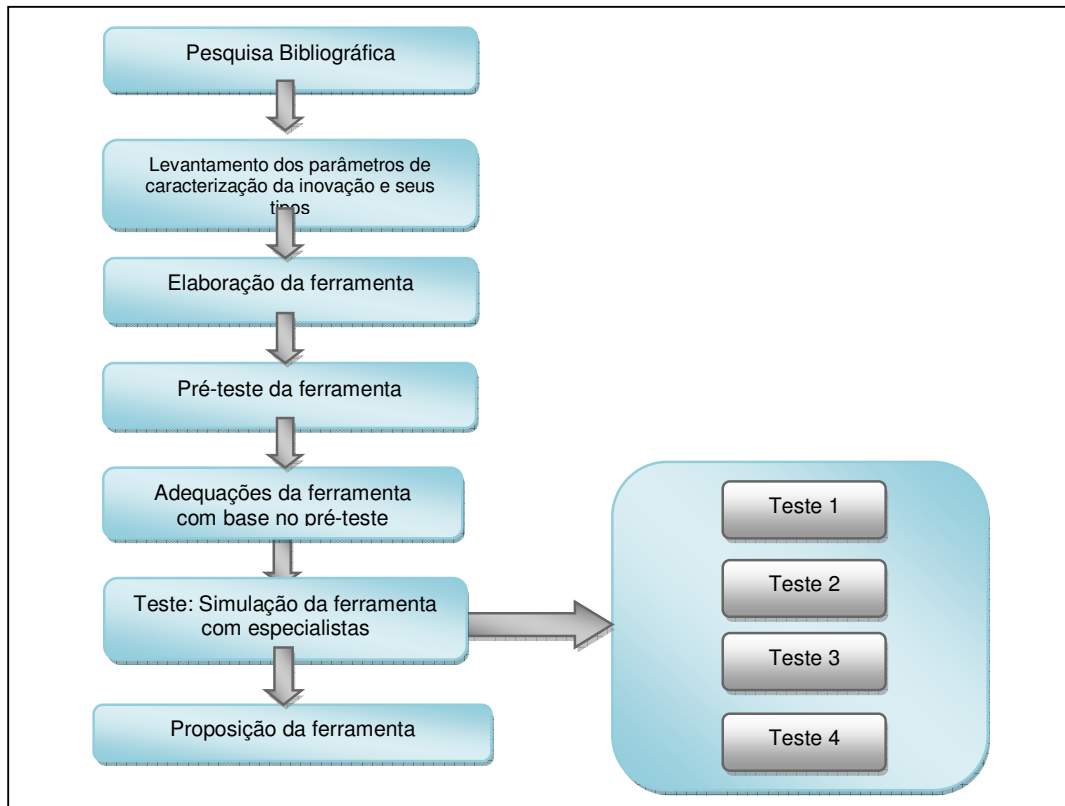 Pesquisa Bibliográfica
Levantamento dos parâmetros de
caracterização da inovação e seus
tipos
Elaboração da ferramenta
Pré-teste da ferramenta
Adequações da ferramenta
com base no pré-teste
Teste: Simulação da ferramenta
com especialistas
Proposição da ferramenta
Teste 1
Teste 2
Teste 3
Teste 4